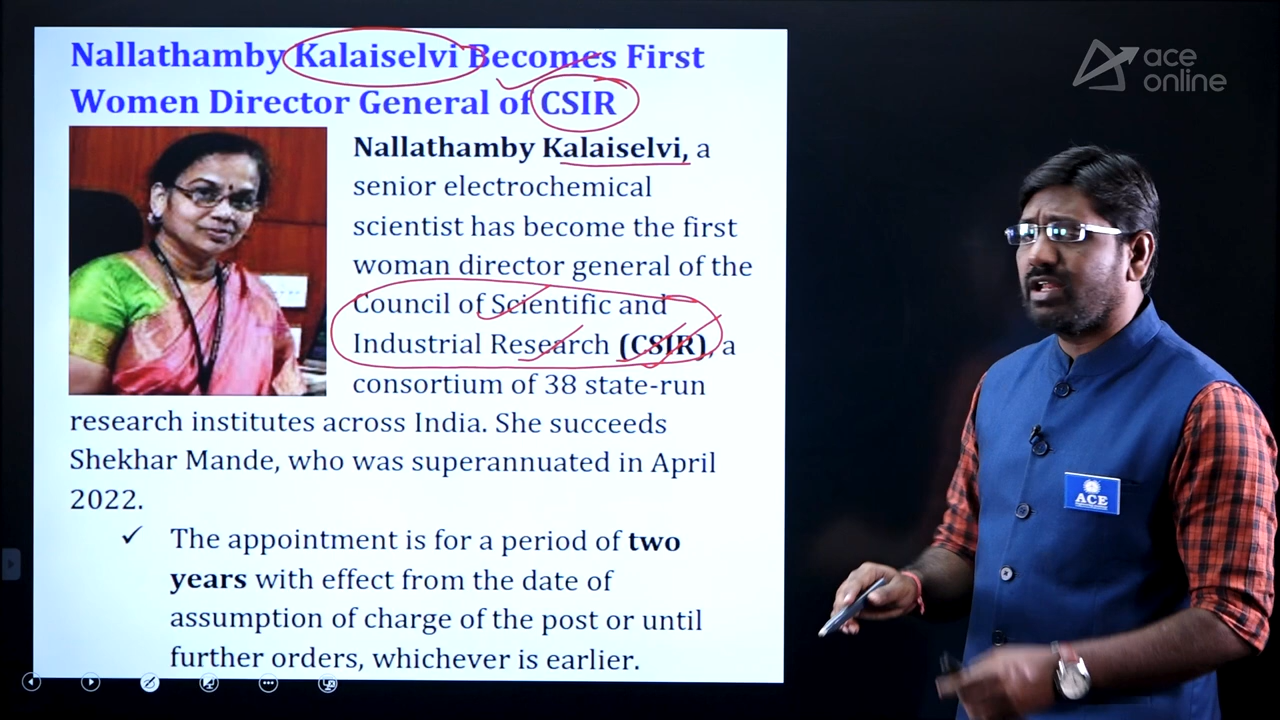 Nallathamby Kalaiselvi Becomes First
Women Director General of CSIR
Nallathamby Kalaiselvi, a
senior electrochemical
scientist has become the first
woman director general of the
Council of Scientific and
Industrial Research (CSIR), a
consortium of 38 state-run
research institutes across India. She succeeds
Shekhar Mande, who was superannuated in April
2022.
✓ The appointment is for a period of two
years with effect from the date of
assumption of charge of the post or until
further orders, whichever is earlier.
ace
online
ACE